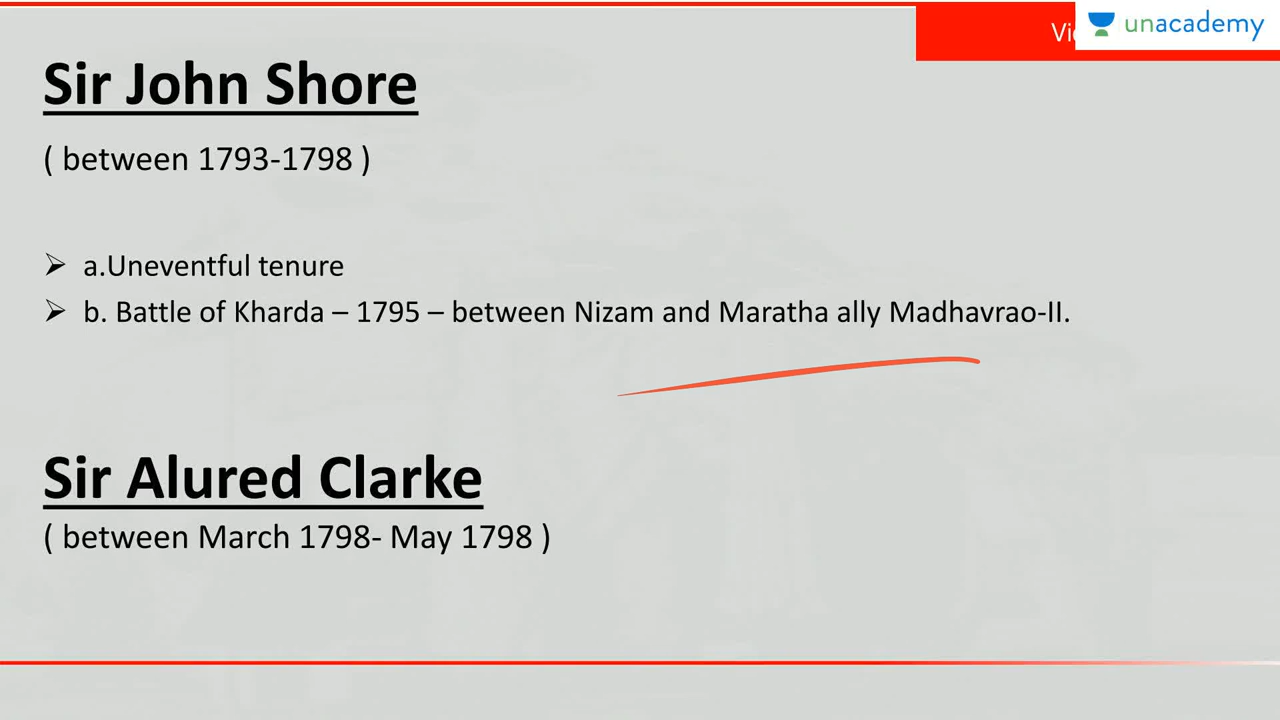 unacademy
Sir John Shore
( between 1793-1798 )
➢ a.Uneventful tenure
➢ b. Battle of Kharda – 1795 – between Nizam and Maratha ally Madhavrao-II.
Sir Alured Clarke
( between March 1798- May 1798 )